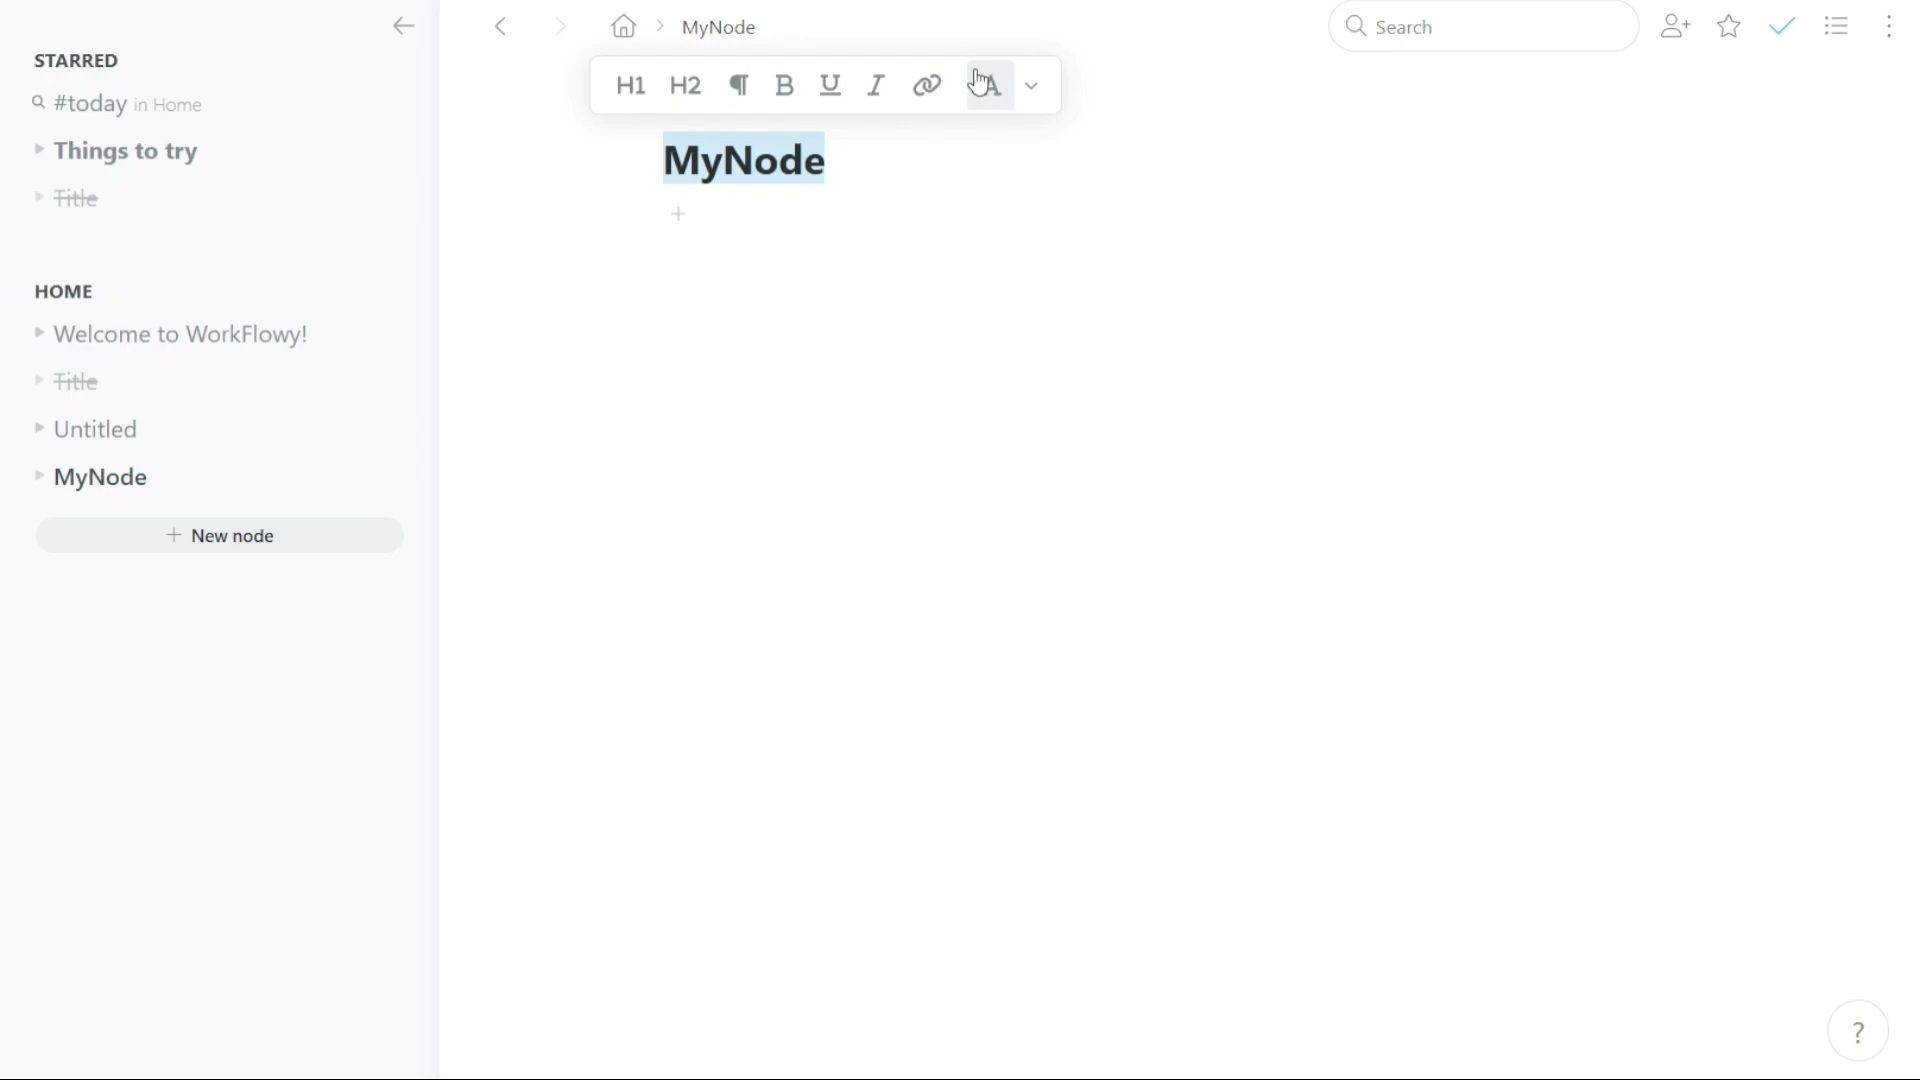 MyNode
Search
STARRED
#today in Home
Things to try
Title
HOME
Welcome to WorkFlowy!
Title
Untitled
MyNode
+ New node
H1 H2 ¶ B U I A
MyNode
+
?